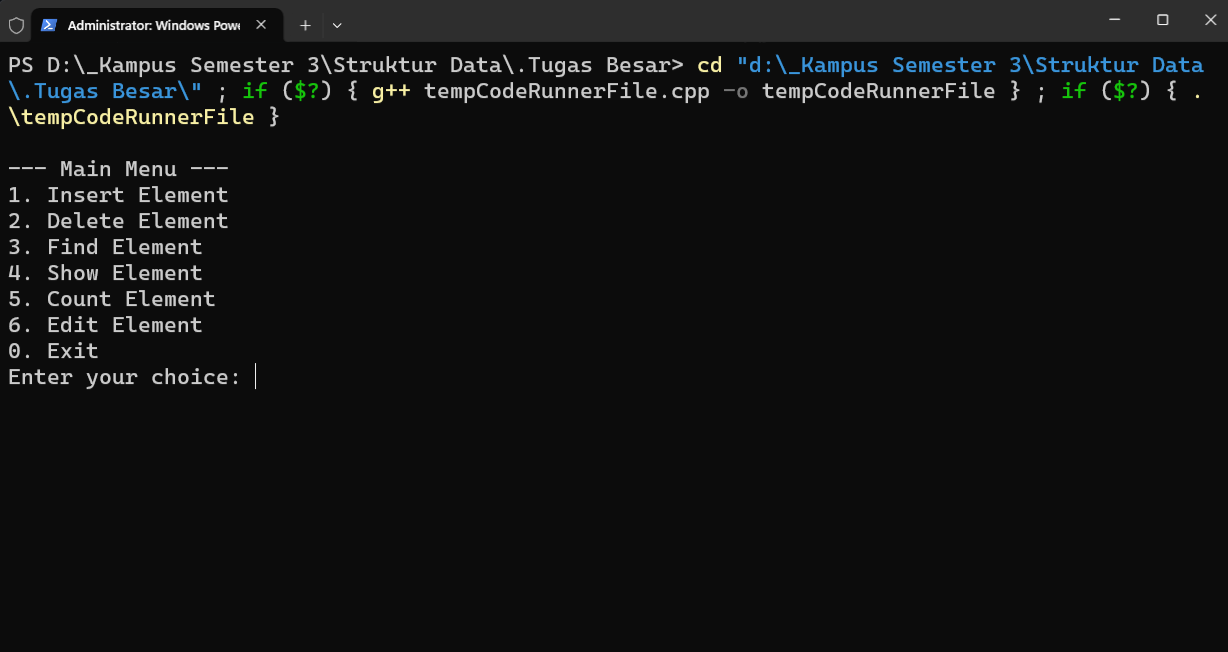 Administrator: Windows Powe
PS D:\_Kampus Semester 3\Struktur Data\.Tugas Besar> cd "d:\_Kampus Semester 3\Struktur Data
\.Tugas Besar\" ; if ($?) { g++ tempCodeRunnerFile.cpp -o tempCodeRunnerFile } ; if ($?) { .
\tempCodeRunnerFile }
--- Main Menu ---
1. Insert Element
2. Delete Element
3. Find Element
4. Show Element
5. Count Element
6. Edit Element
0. Exit
Enter your choice: